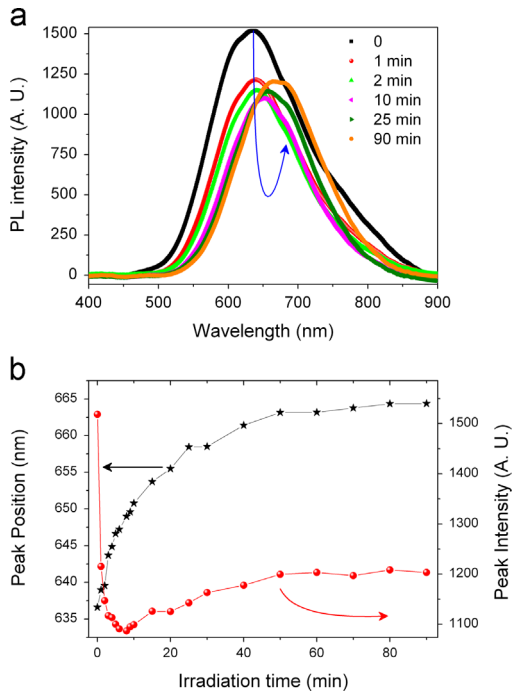 a
1500
1250
1000
750
500
250
0
PL intensity (A. U.)
0
1 min
2 min
10 min
25 min
90 min
400 500 600 700 800 900
Wavelength (nm)
b
665
660
655
650
645
640
635
Peak Position (nm)
1500
1400
1300
1200
1100
Peak Intensity (A. U.)
0 20 40 60 80
Irradiation time (min)